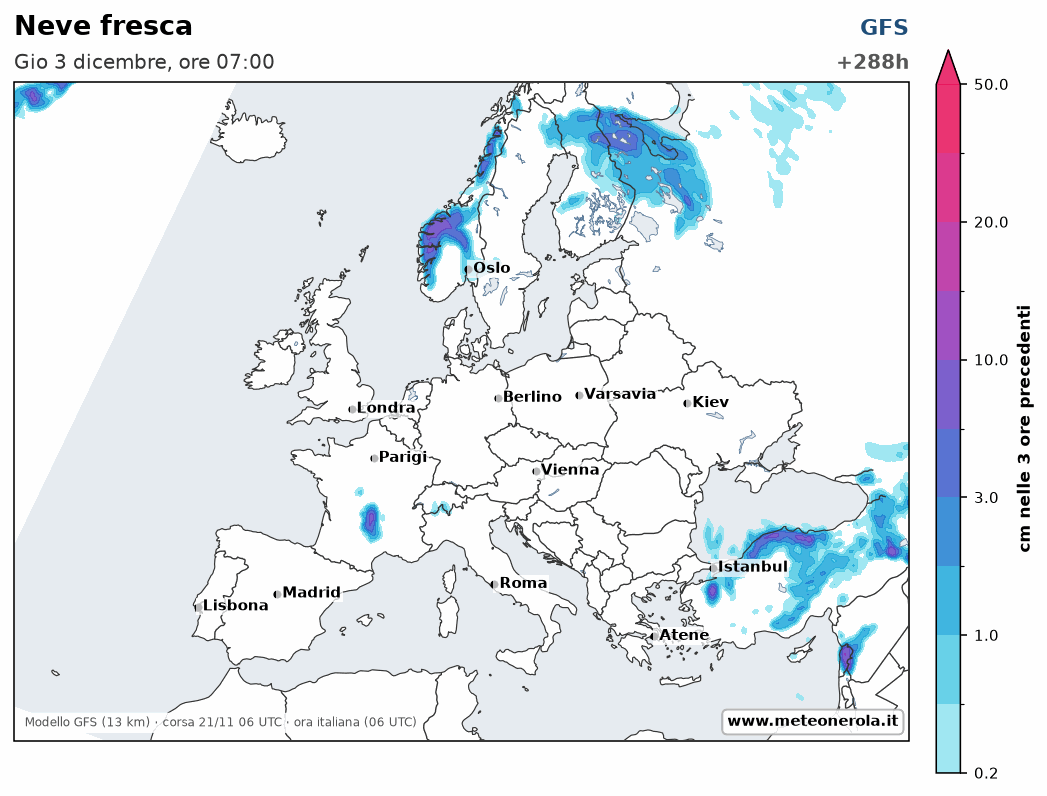 Neve fresca
GFS
Gio 3 dicembre, ore 07:00
+288h
50.0
20.0
10.0
3.0
1.0
0.2
cm nelle 3 ore precedenti
Oslo
Berlino
Varsavia
Kiev
Londra
Parigi
Vienna
Istanbul
Roma
Madrid
Lisbona
Atene
Modello GFS (13 km) · corsa 21/11 06 UTC · ora italiana (06 UTC)
www.meteonerola.it